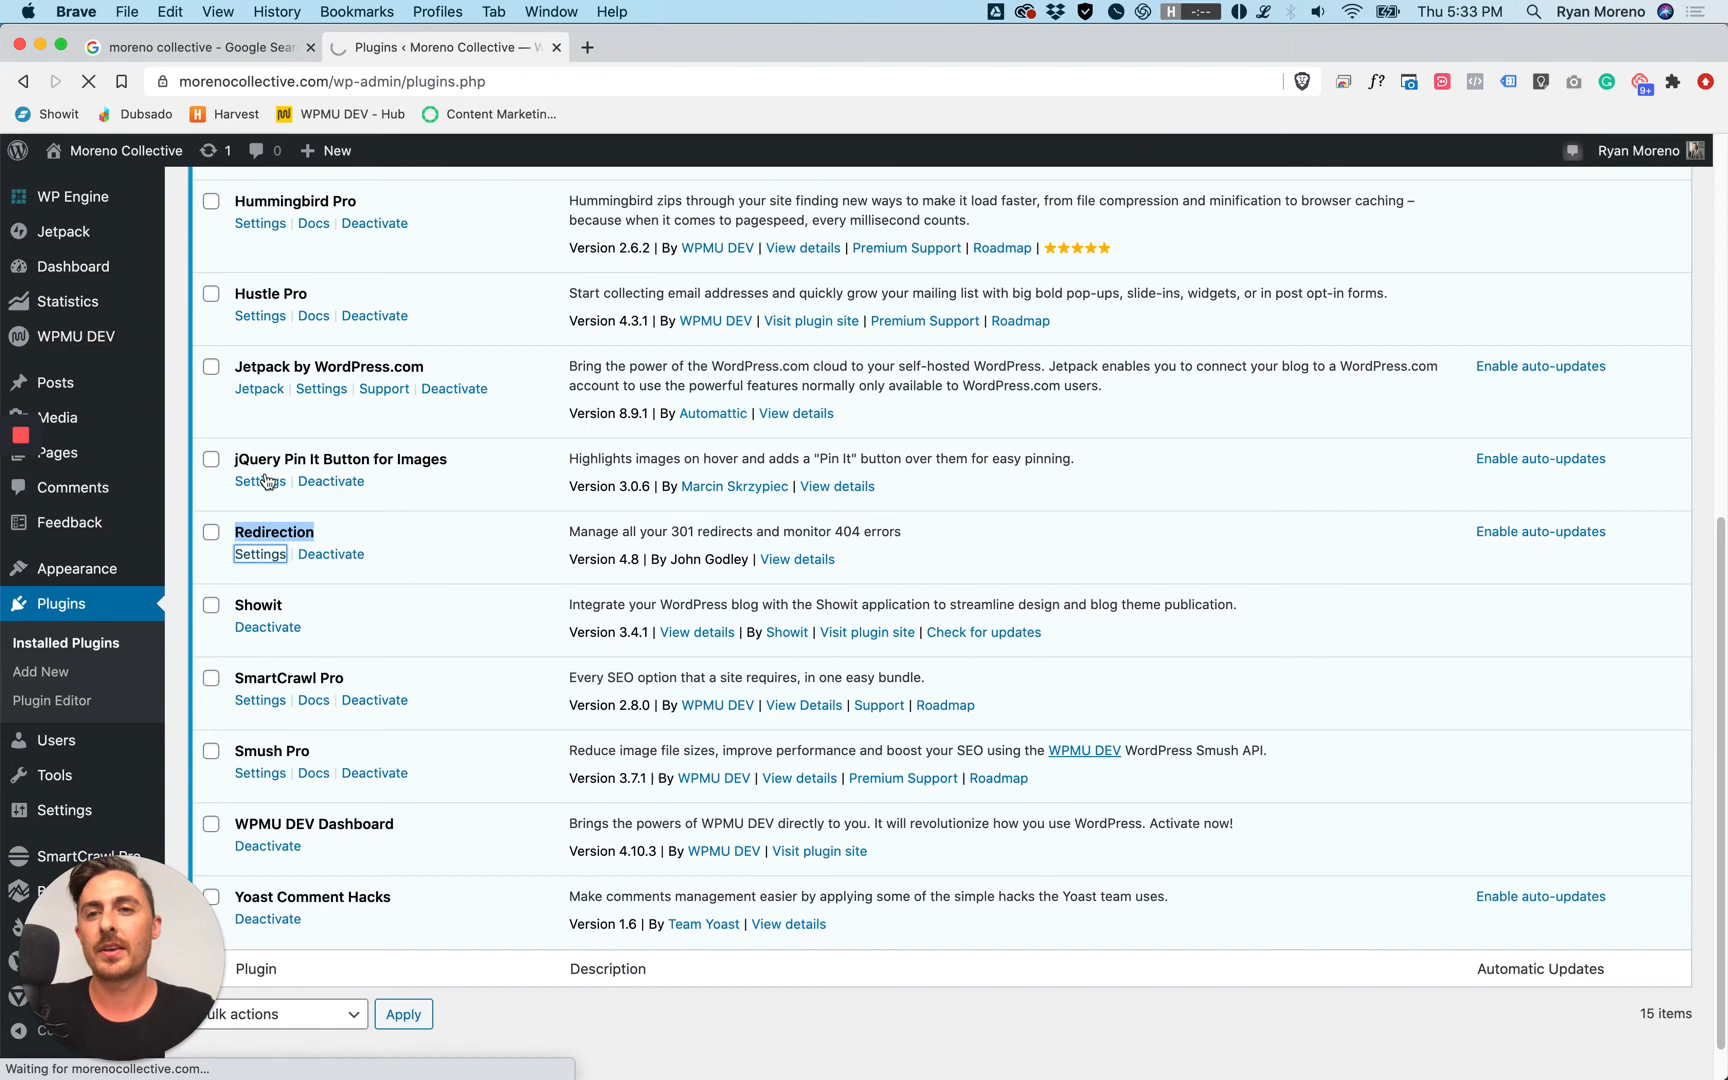 Brave File Edit View History Bookmarks Profiles Tab Window Help H -:-- Thu 5:33 PM Ryan Moreno
moreno collective - Google Sear Plugins ‹ Moreno Collective — W
morenocollective.com/wp-admin/plugins.php f? 9+
Showit Dubsado Harvest WPMU DEV - Hub Content Marketin...
Moreno Collective 1 0 New Ryan Moreno
WP Engine
Jetpack
Dashboard
Statistics
WPMU DEV
Posts
Media
Pages
Comments
Feedback
Appearance
Plugins
Installed Plugins
Add New
Plugin Editor
Users
Tools
Settings
SmartCrawl Pro
Hummingbird Pro
Settings | Docs | Deactivate
Hummingbird zips through your site finding new ways to make it load faster, from file compression and minification to browser caching –
because when it comes to pagespeed, every millisecond counts.
Version 2.6.2 | By WPMU DEV | View details | Premium Support | Roadmap | ★★★★★
Hustle Pro
Settings | Docs | Deactivate
Start collecting email addresses and quickly grow your mailing list with big bold pop-ups, slide-ins, widgets, or in post opt-in forms.
Version 4.3.1 | By WPMU DEV | Visit plugin site | Premium Support | Roadmap
Jetpack by WordPress.com
Jetpack | Settings | Support | Deactivate
Bring the power of the WordPress.com cloud to your self-hosted WordPress. Jetpack enables you to connect your blog to a WordPress.com
account to use the powerful features normally only available to WordPress.com users.
Version 8.9.1 | By Automattic | View details
Enable auto-updates
jQuery Pin It Button for Images
Settings | Deactivate
Highlights images on hover and adds a "Pin It" button over them for easy pinning.
Version 3.0.6 | By Marcin Skrzypiec | View details
Enable auto-updates
Redirection
Settings | Deactivate
Manage all your 301 redirects and monitor 404 errors
Version 4.8 | By John Godley | View details
Enable auto-updates
Showit
Deactivate
Integrate your WordPress blog with the Showit application to streamline design and blog theme publication.
Version 3.4.1 | View details | By Showit | Visit plugin site | Check for updates
SmartCrawl Pro
Settings | Docs | Deactivate
Every SEO option that a site requires, in one easy bundle.
Version 2.8.0 | By WPMU DEV | View Details | Support | Roadmap
Smush Pro
Settings | Docs | Deactivate
Reduce image file sizes, improve performance and boost your SEO using the WPMU DEV WordPress Smush API.
Version 3.7.1 | By WPMU DEV | View details | Premium Support | Roadmap
WPMU DEV Dashboard
Deactivate
Brings the powers of WPMU DEV directly to you. It will revolutionize how you use WordPress. Activate now!
Version 4.10.3 | By WPMU DEV | Visit plugin site
Yoast Comment Hacks
Deactivate
Make comments management easier by applying some of the simple hacks the Yoast team uses.
Version 1.6 | By Team Yoast | View details
Enable auto-updates
Plugin Description Automatic Updates
ulk actions Apply 15 items
Waiting for morenocollective.com...